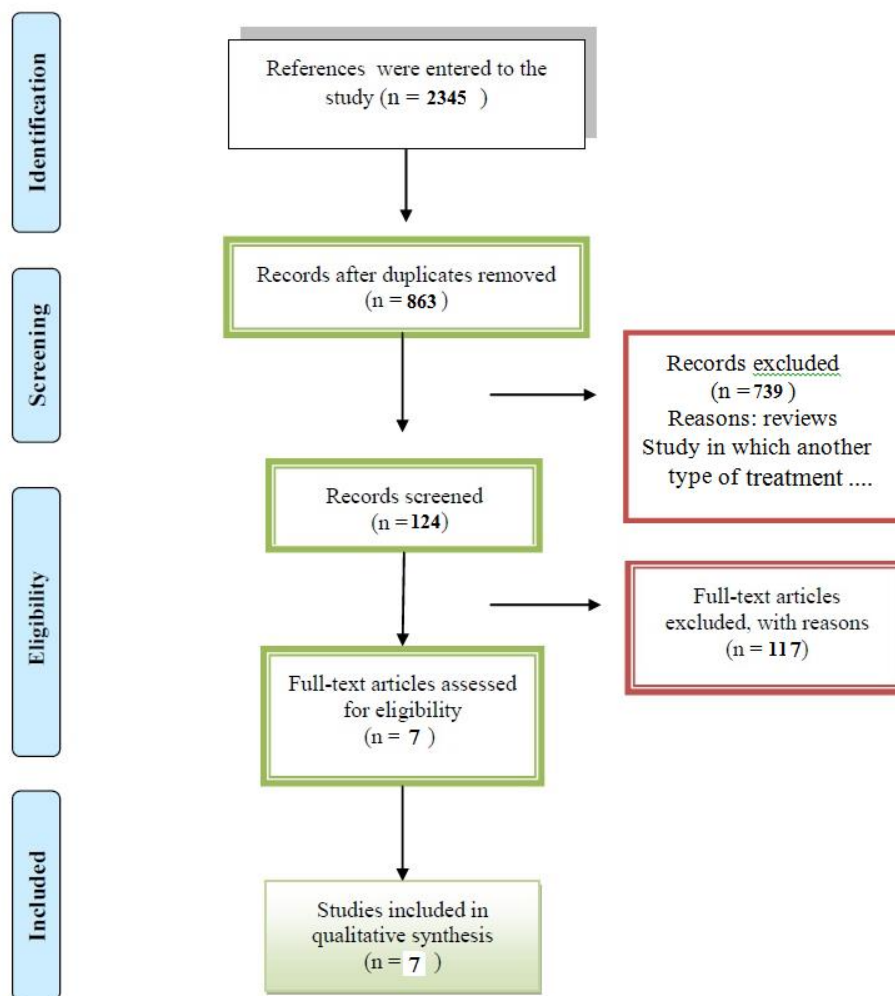 Identification
References were entered to the
study (n = 2345 )
Screening
Records after duplicates removed
(n = 863 )
Records excluded
(n = 739 )
Reasons: reviews
Study in which another
type of treatment ....
Records screened
(n = 124)
Eligibility
Full-text articles
excluded, with reasons
(n = 117)
Full-text articles assessed
for eligibility
(n = 7 )
Included
Studies included in
qualitative synthesis
(n = 7 )